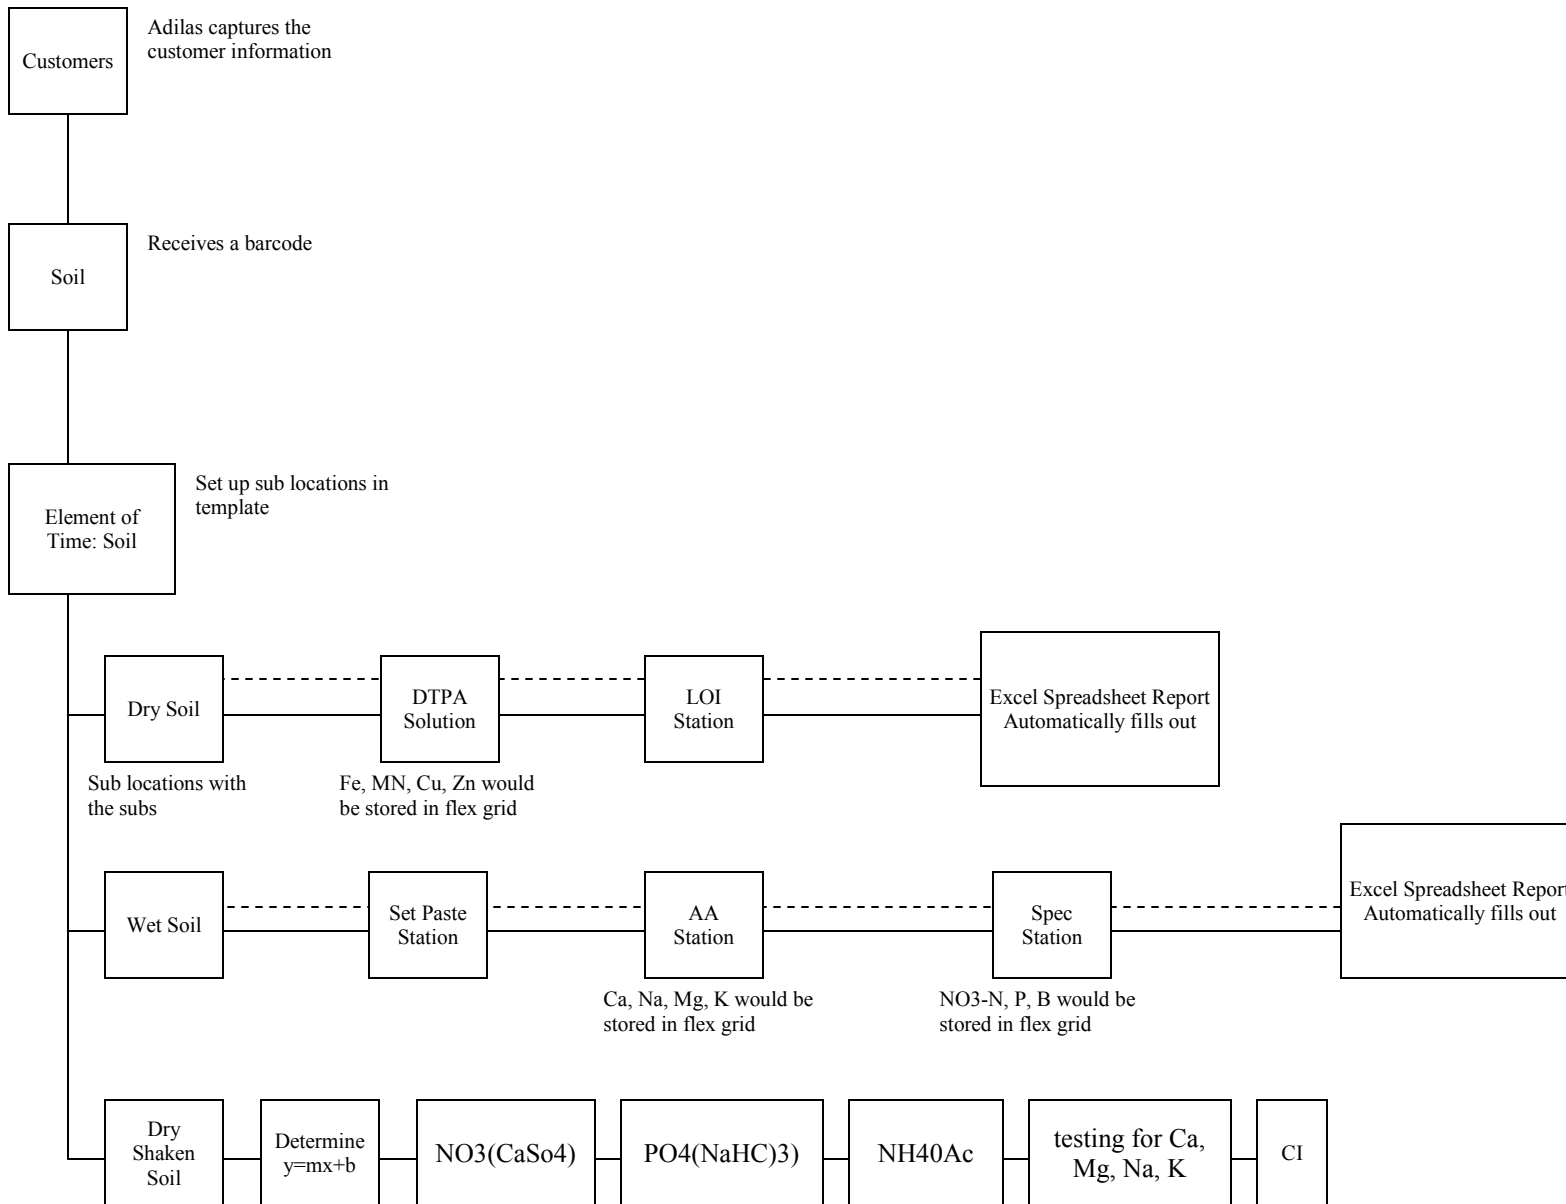 Customers
Adilas captures the
customer information
Soil
Receives a barcode
Element of
Time: Soil
Set up sub locations in
template
Dry Soil
Sub locations with
the subs
DTPA
Solution
Fe, MN, Cu, Zn would
be stored in flex grid
LOI
Station
Excel Spreadsheet Report
Automatically fills out
Wet Soil
Set Paste
Station
AA
Station
Ca, Na, Mg, K would be
stored in flex grid
Spec
Station
NO3-N, P, B would be
stored in flex grid
Excel Spreadsheet Report
Automatically fills out
Dry
Shaken
Soil
Determine
y=mx+b
NO3(CaSo4)
PO4(NaHC)3)
NH40Ac
testing for Ca,
Mg, Na, K
CI